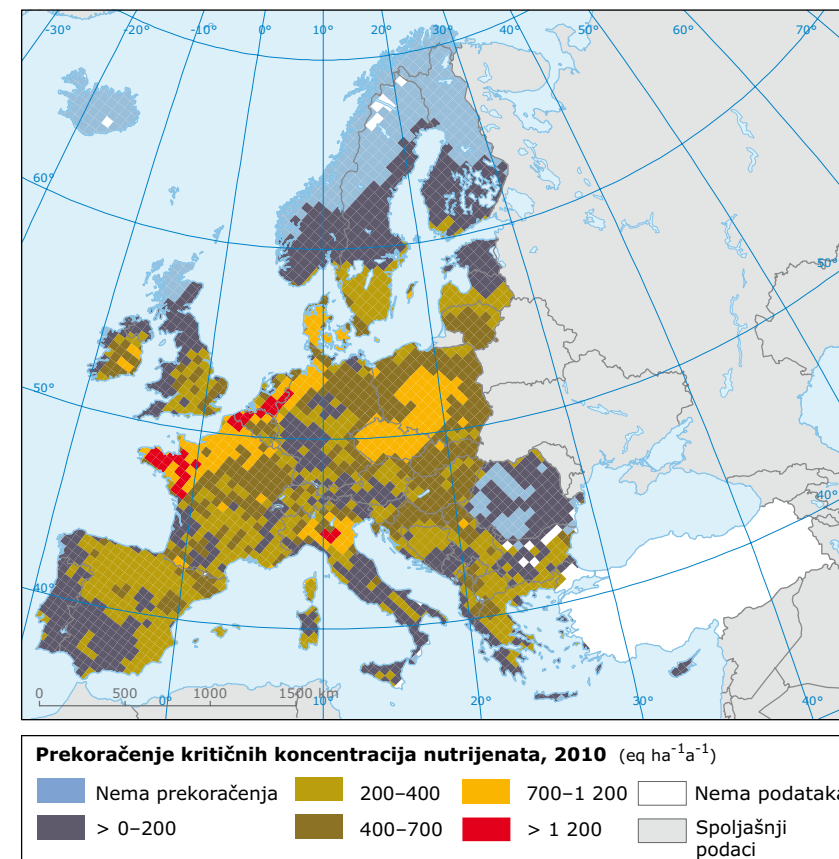 -30° -20° -10° 0° 10° 20° 30° 40° 50° 60° 70°
60°
50°
50°
40°
40°
0 500 1000 1500 km
0° 10° 20° 30° 40°
Prekoračenje kritičnih koncentracija nutrijenata, 2010 (eq ha-1a-1)
Nema prekoračenja 200–400 700–1 200 Nema podataka
> 0–200 400–700 > 1 200 Spoljašnji
podaci